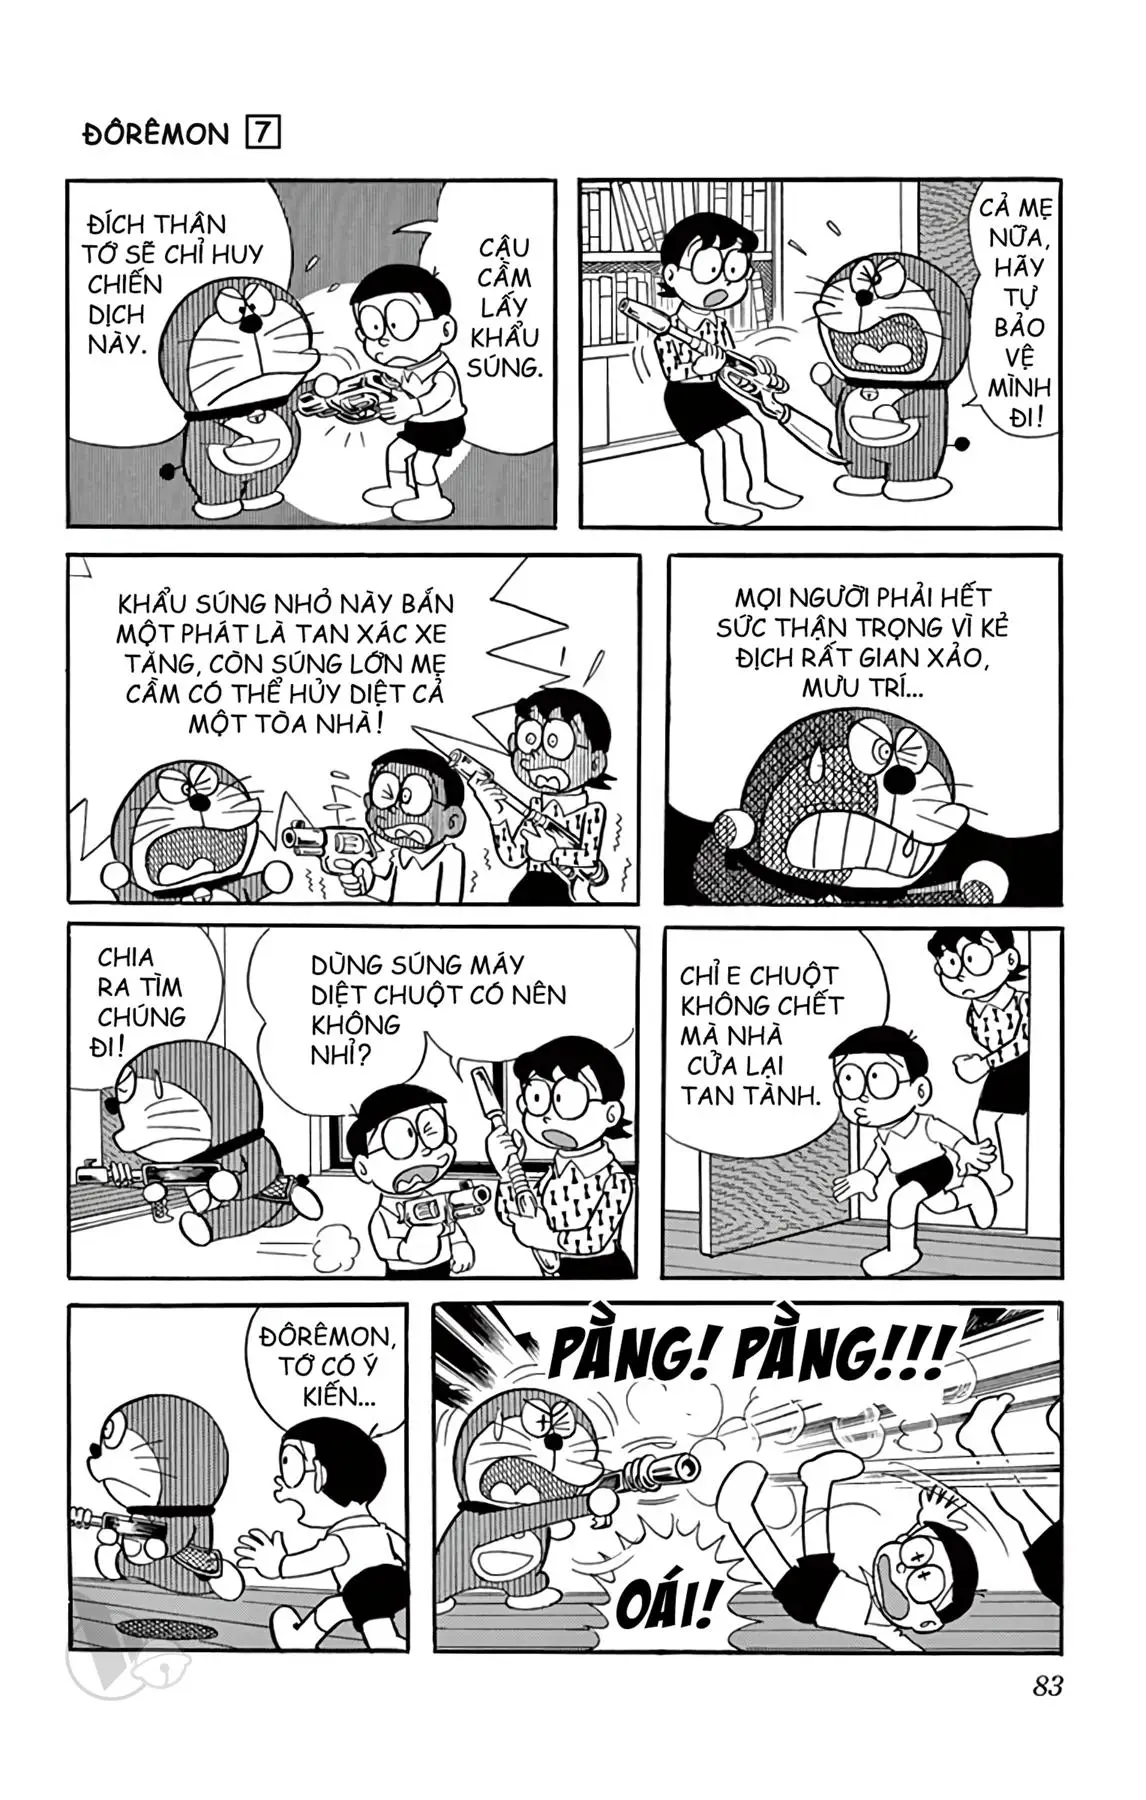 ĐÔRÊMON 7
ĐÍCH THÂN
TỚ SẼ CHỈ HUY
CHIẾN
DỊCH
NÀY.
CẬU
CẦM
LẤY
KHẨU
SÚNG.
CẢ MẸ
NỮA,
HÃY
TỰ
BẢO
VỆ
MÌNH
ĐI!
KHẨU SÚNG NHỎ NÀY BẮN
MỘT PHÁT LÀ TAN XÁC XE
TĂNG, CÒN SÚNG LỚN MẸ
CẦM CÓ THỂ HỦY DIỆT CẢ
MỘT TÒA NHÀ!
MỌI NGƯỜI PHẢI HẾT
SỨC THẬN TRỌNG VÌ KẺ
ĐỊCH RẤT GIAN XẢO,
MƯU TRÍ...
CHIA
RA TÌM
CHÚNG
ĐI!
DÙNG SÚNG MÁY
DIỆT CHUỘT CÓ NÊN
KHÔNG
NHỈ?
CHỈ E CHUỘT
KHÔNG CHẾT
MÀ NHÀ
CỬA LẠI
TAN TÀNH.
ĐÔRÊMON,
TỚ CÓ Ý
KIẾN...
PẰNG! PẰNG!!!
OÁI!
83